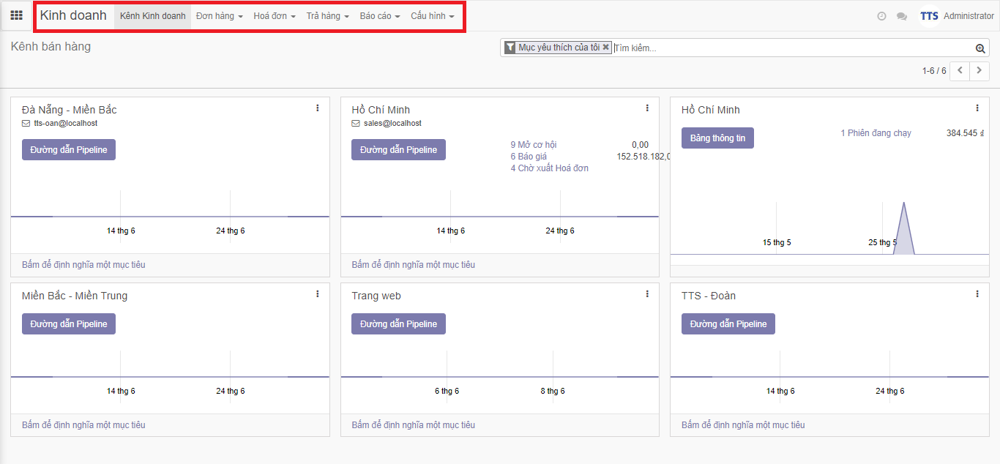 Kinh doanh Kênh Kinh doanh Đơn hàng Hoá đơn Trả hàng Báo cáo Cấu hình TTS Administrator
Kênh bán hàng
Mục yêu thích của tôi ✖ Tìm kiếm...
1-6 / 6
Đà Nẵng - Miền Bắc
tts-oan@localhost
Đường dẫn Pipeline
14 thg 6 24 thg 6
Bấm để định nghĩa một mục tiêu
Hồ Chí Minh
sales@localhost
Đường dẫn Pipeline
9 Mở cơ hội 0,00
6 Báo giá 152.518.182,0
4 Chờ xuất Hoá đơn
14 thg 6 24 thg 6
Bấm để định nghĩa một mục tiêu
Hồ Chí Minh
Bảng thông tin
1 Phiên đang chạy 384.545 ₫
15 thg 5 25 thg 5
Miền Bắc - Miền Trung
Đường dẫn Pipeline
14 thg 6 24 thg 6
Bấm để định nghĩa một mục tiêu
Trang web
Đường dẫn Pipeline
6 thg 6 8 thg 6
Bấm để định nghĩa một mục tiêu
TTS - Đoàn
Đường dẫn Pipeline
14 thg 6 24 thg 6
Bấm để định nghĩa một mục tiêu